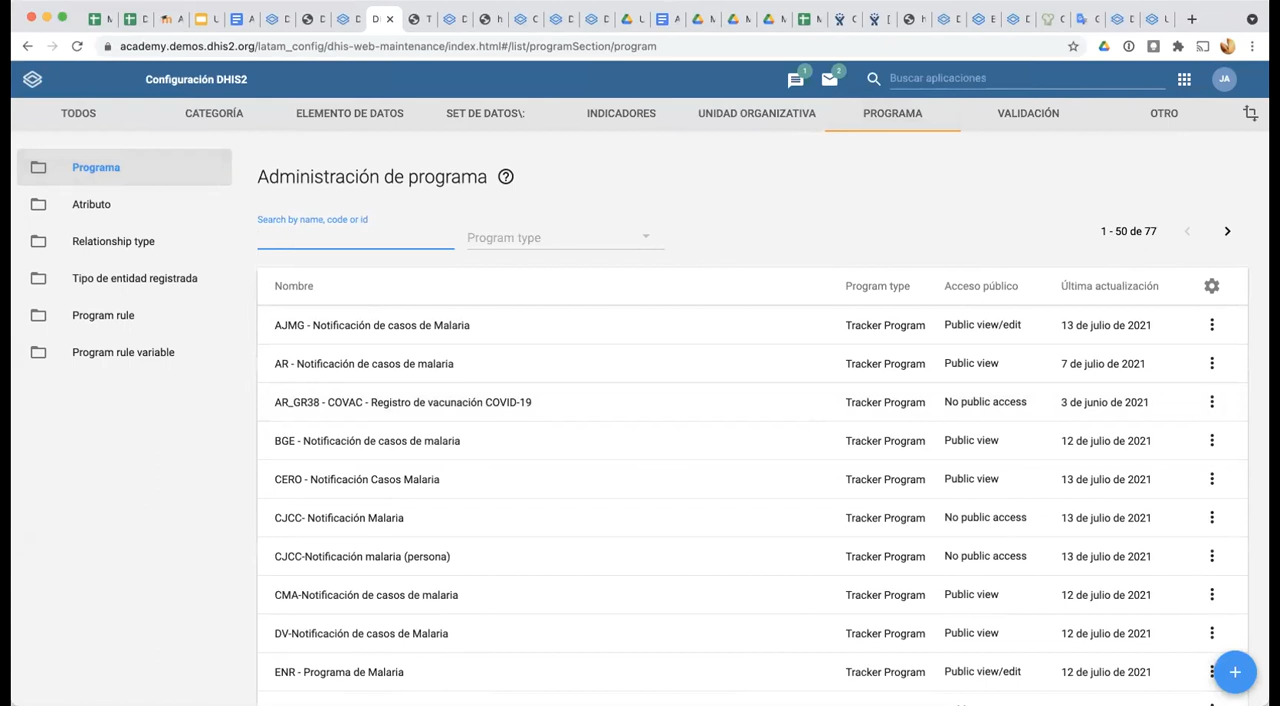 academy.demos.dhis2.org/latam_config/dhis-web-maintenance/index.html#/list/programSection/program
Configuración DHIS2
1
2
Buscar aplicaciones
JA
TODOS
CATEGORÍA
ELEMENTO DE DATOS
SET DE DATOS\:
INDICADORES
UNIDAD ORGANIZATIVA
PROGRAMA
VALIDACIÓN
OTRO
Programa
Atributo
Relationship type
Tipo de entidad registrada
Program rule
Program rule variable
Administración de programa
Search by name, code or id
Program type
1 - 50 de 77
Nombre Program type Acceso público Última actualización
AJMG - Notificación de casos de Malaria Tracker Program Public view/edit 13 de julio de 2021
AR - Notificación de casos de malaria Tracker Program Public view 7 de julio de 2021
AR_GR38 - COVAC - Registro de vacunación COVID-19 Tracker Program No public access 3 de junio de 2021
BGE - Notificación de casos de malaria Tracker Program Public view 12 de julio de 2021
CERO - Notificación Casos Malaria Tracker Program Public view 13 de julio de 2021
CJCC- Notificación Malaria Tracker Program No public access 13 de julio de 2021
CJCC-Notificación malaria (persona) Tracker Program No public access 13 de julio de 2021
CMA-Notificación de casos de malaria Tracker Program Public view 12 de julio de 2021
DV-Notificación de casos de Malaria Tracker Program Public view 12 de julio de 2021
ENR - Programa de Malaria Tracker Program Public view/edit 12 de julio de 2021